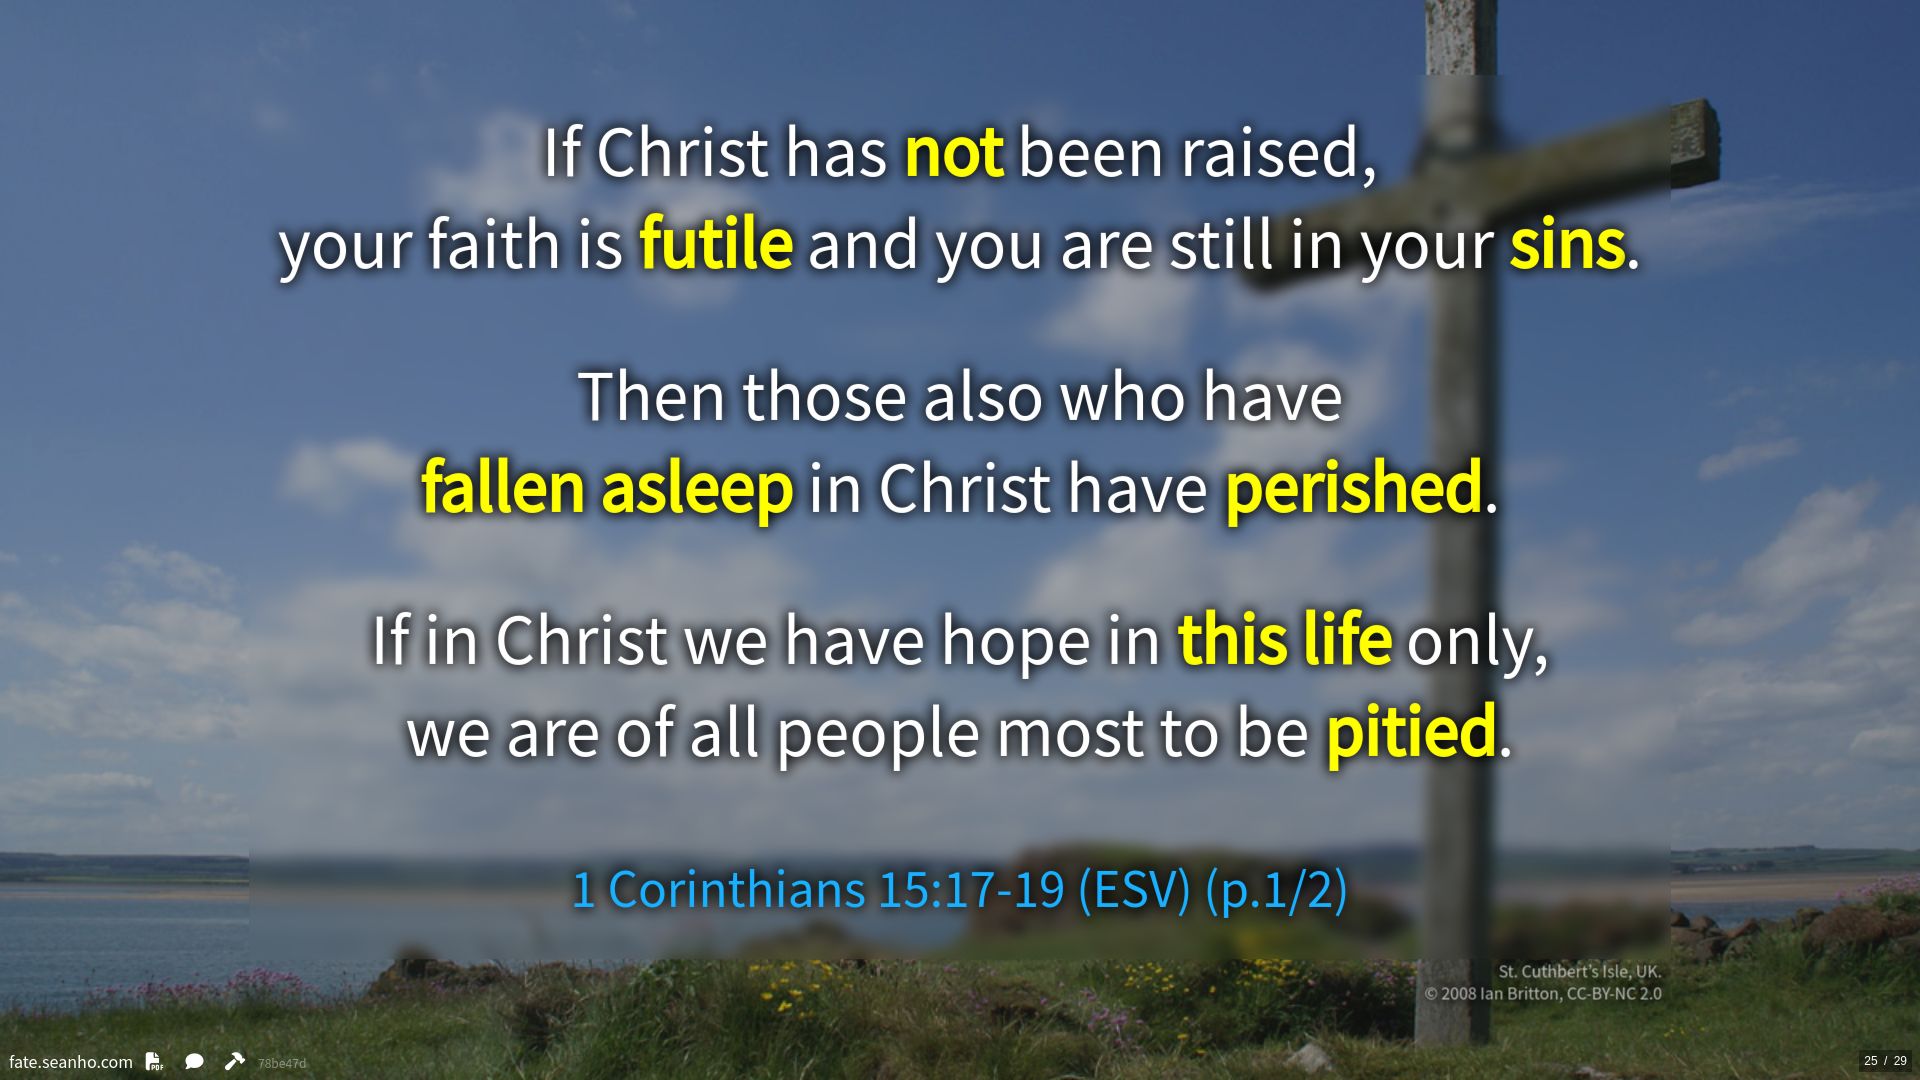 If Christ has not been raised,
your faith is futile and you are still in your sins.
Then those also who have
fallen asleep in Christ have perished.
If in Christ we have hope in this life only,
we are of all people most to be pitied.
1 Corinthians 15:17-19 (ESV) (p.1/2)
St. Cuthbert’s Isle, UK.
© 2008 Ian Britton, CC-BY-NC 2.0
fate.seanho.com PDF 78be47d
25 / 29